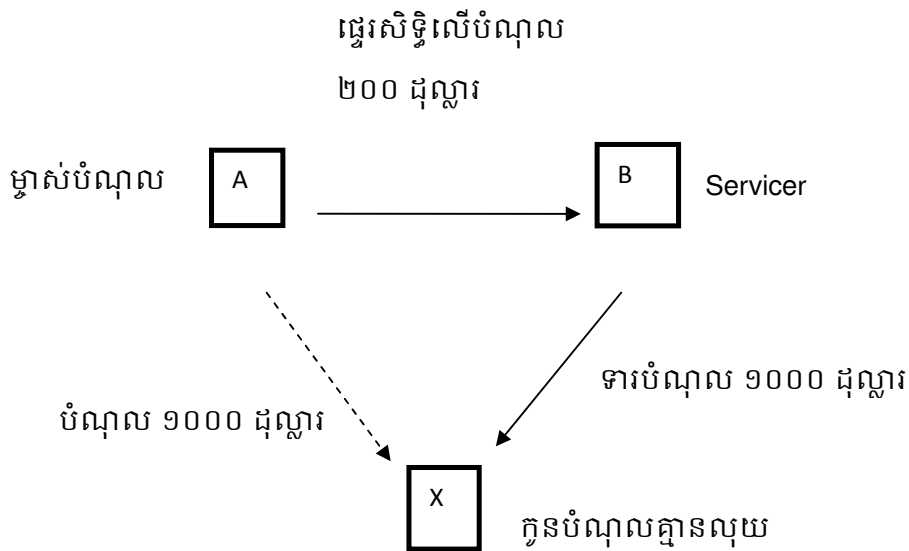 ផ្ទេរសិទ្ធិលើបំណុល
២០០ ដុល្លារ
ម្ចាស់បំណុល
A
B
Servicer
ទារបំណុល ១០០០ ដុល្លារ
បំណុល ១០០០ ដុល្លារ
X
កូនបំណុលគ្មានលុយ